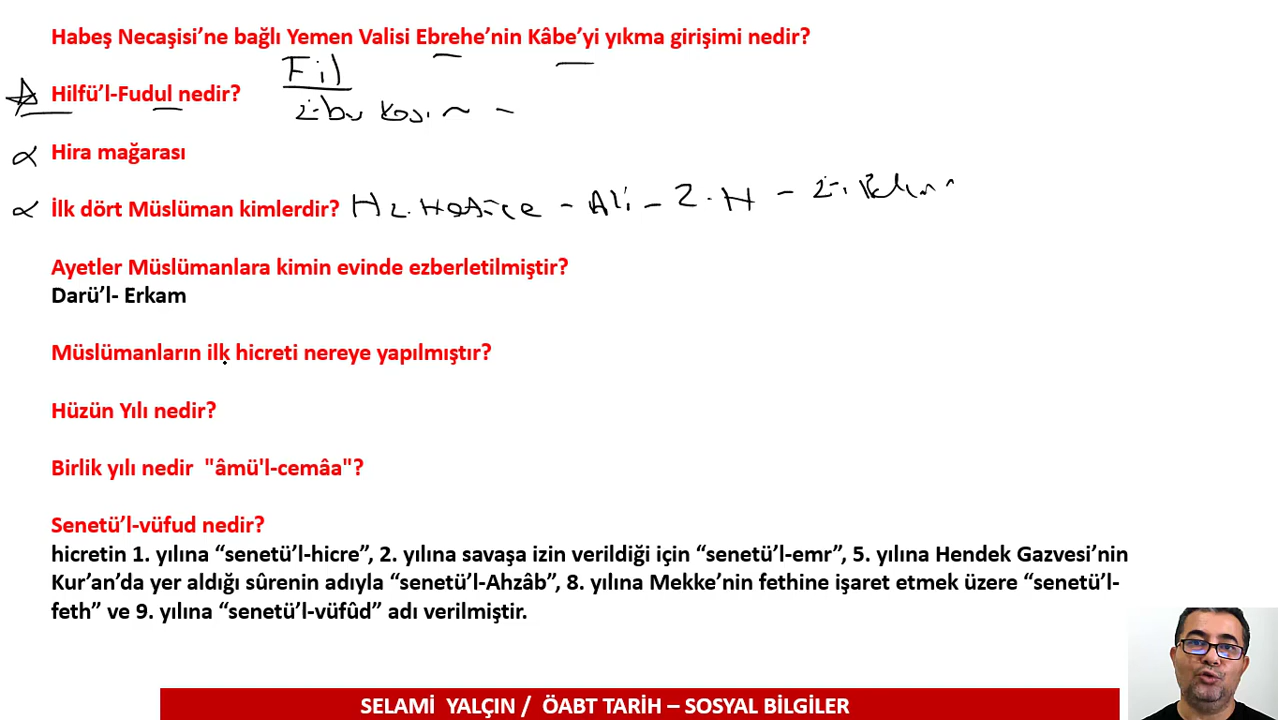 Habeş Necaşisi’ne bağlı Yemen Valisi Ebrehe’nin Kâbe’yi yıkma girişimi nedir?
Fil
Hilfü’l-Fudul nedir?
Hira mağarası
İlk dört Müslüman kimlerdir? Hz. Hatice - Ali - Z. H -
Ayetler Müslümanlara kimin evinde ezberletilmiştir?
Darü’l- Erkam
Müslümanların ilk hicreti nereye yapılmıştır?
Hüzün Yılı nedir?
Birlik yılı nedir "âmü'l-cemâa"?
Senetü’l-vüfud nedir?
hicretin 1. yılına “senetü’l-hicre”, 2. yılına savaşa izin verildiği için “senetü’l-emr”, 5. yılına Hendek Gazvesi’nin
Kur’an’da yer aldığı sûrenin adıyla “senetü’l-Ahzâb”, 8. yılına Mekke’nin fethine işaret etmek üzere “senetü’l-
feth” ve 9. yılına “senetü’l-vüfûd” adı verilmiştir.
SELAMİ YALÇIN / ÖABT TARİH – SOSYAL BİLGİLER